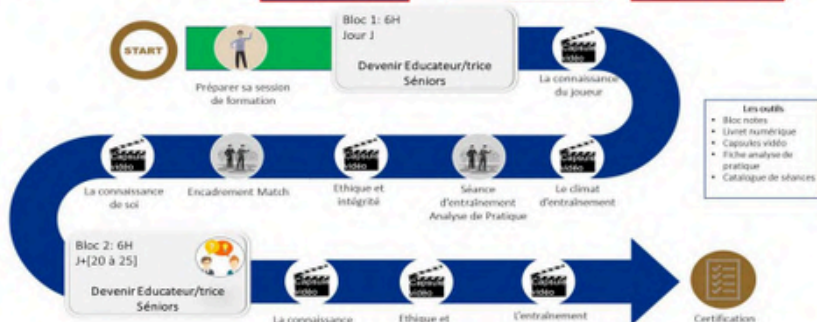 START
Préparer sa session
de formation
Bloc 1: 6H
Jour J
Devenir Educateur/trice
Séniors
Capsule
vidéo
La connaissance
du joueur
Les outils
• Bloc notes
• Livret numérique
• Capsules vidéo
• Fiche analyse de
pratique
• Catalogue de séances
Capsule
vidéo
La connaissance
de soi
Encadrement Match
Capsule
vidéo
Ethique et
intégrité
Séance
d'entraînement
Analyse de Pratique
Capsule
vidéo
Le climat
d'entraînement
Bloc 2: 6H
J+[20 à 25]
Devenir Educateur/trice
Séniors
Capsule
vidéo
La connaissance
Capsule
vidéo
Ethique et
Capsule
vidéo
L'entraînement
Certification